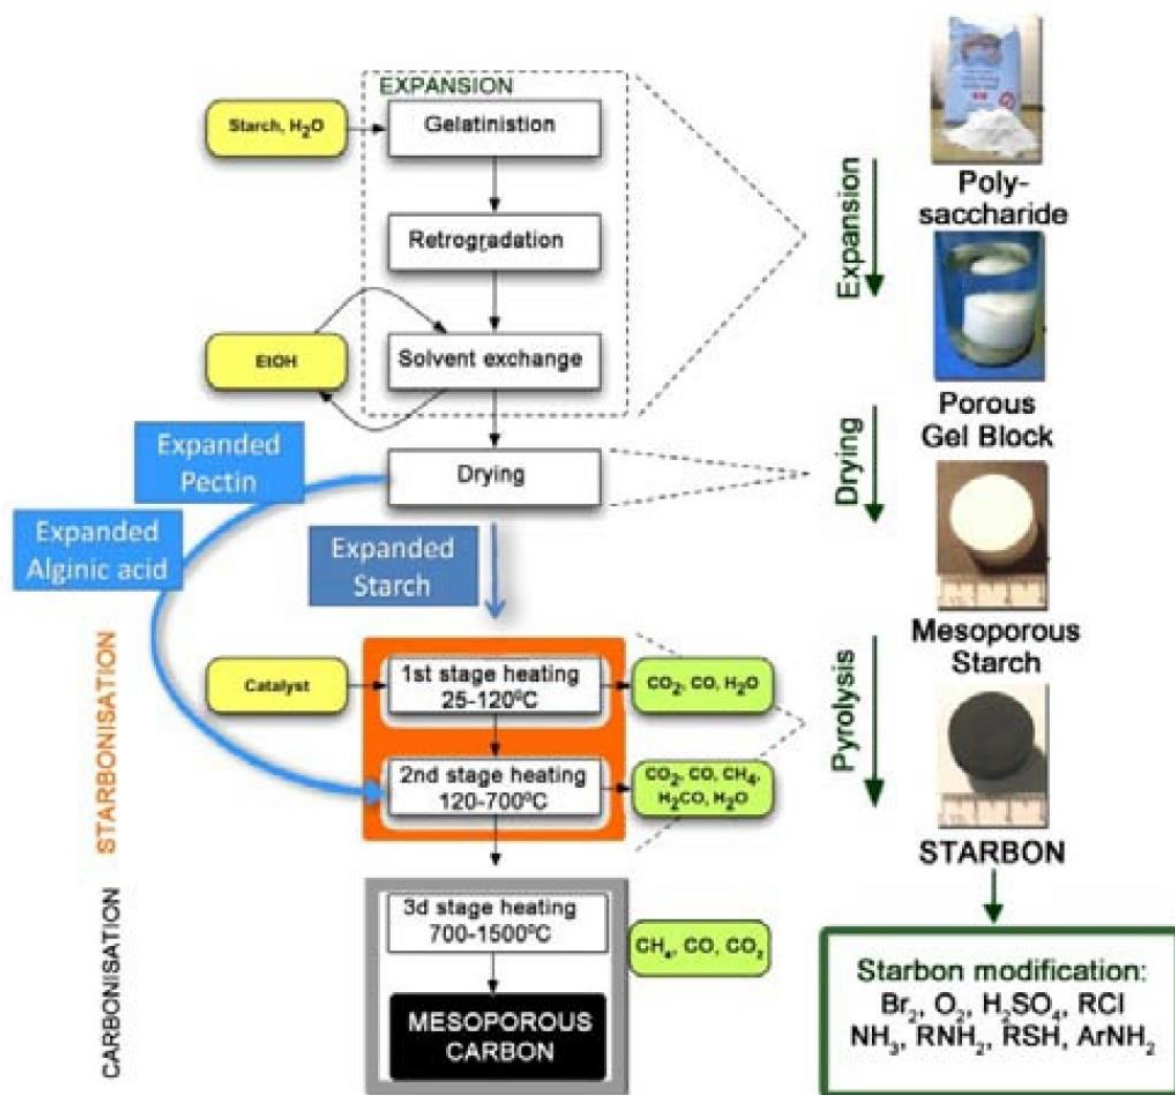 EXPANSION
Starch, H₂O
Gelatinistion
Retrogradation
EtOH
Solvent exchange
Expanded
Pectin
Drying
Expanded
Alginic acid
Expanded
Starch
STARBONISATION
Catalyst
1st stage heating
25-120⁰C
CO₂, CO, H₂O
2nd stage heating
120-700⁰C
CO₂, CO, CH₄,
H₂CO, H₂O
CARBONISATION
3d stage heating
700-1500⁰C
CH₄, CO, CO₂
MESOPOROUS
CARBON
Expansion
Poly-
saccharide
Drying
Porous
Gel Block
Pyrolysis
Mesoporous
Starch
STARBON
Starbon modification:
Br₂, O₂, H₂SO₄, RCl
NH₃, RNH₂, RSH, ArNH₂